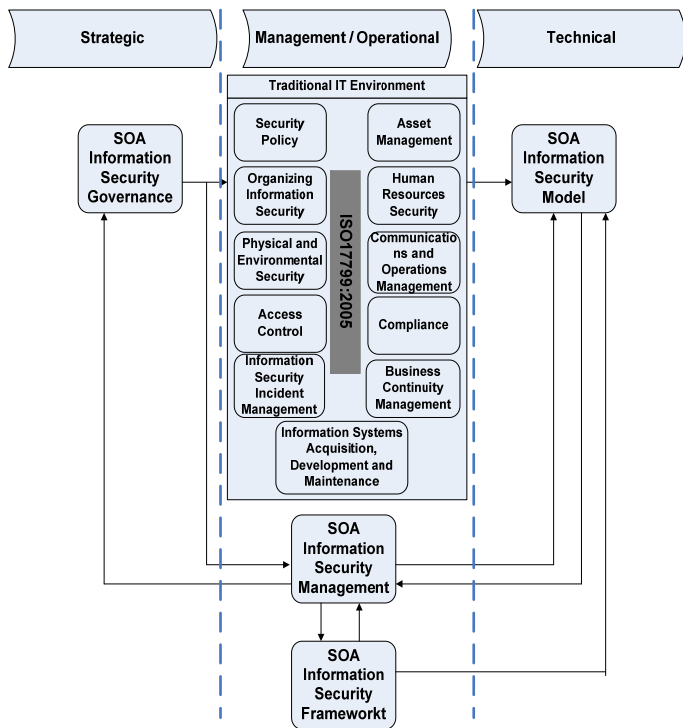 Strategic
Management / Operational
Technical
Traditional IT Environment
SOA
Information
Security
Governance
Security
Policy
Asset
Management
Organizing
Information
Security
Human
Resources
Security
Physical and
Environmental
Security
Communicatio
ns and
Operations
Management
Access
Control
Compliance
Information
Security
Incident
Management
Business
Continuity
Management
Information Systems
Acquisition,
Development and
Maintenance
ISO17799:2005
SOA
Information
Security
Model
SOA
Information
Security
Management
SOA
Information
Security
Frameworkt